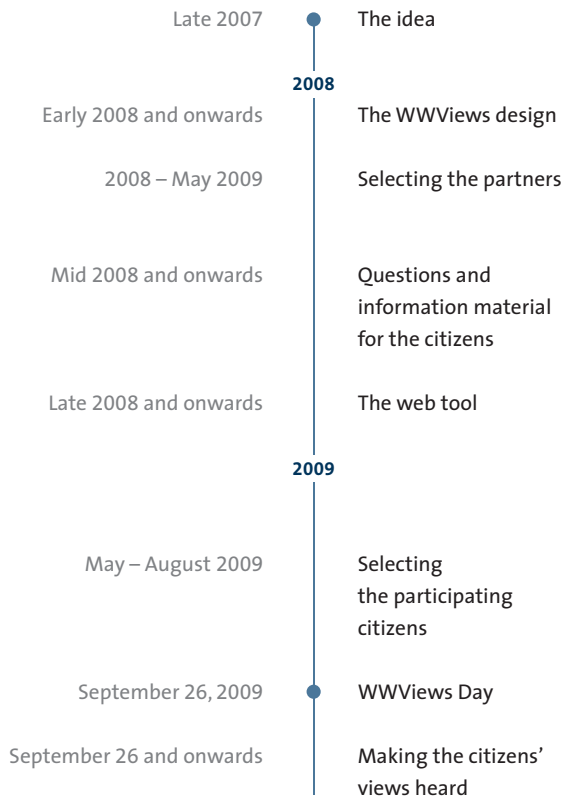 Late 2007 The idea
2008
Early 2008 and onwards The WWViews design
2008 – May 2009 Selecting the partners
Mid 2008 and onwards Questions and
information material
for the citizens
Late 2008 and onwards The web tool
2009
May – August 2009 Selecting
the participating
citizens
September 26, 2009 WWViews Day
September 26 and onwards Making the citizens’
views heard